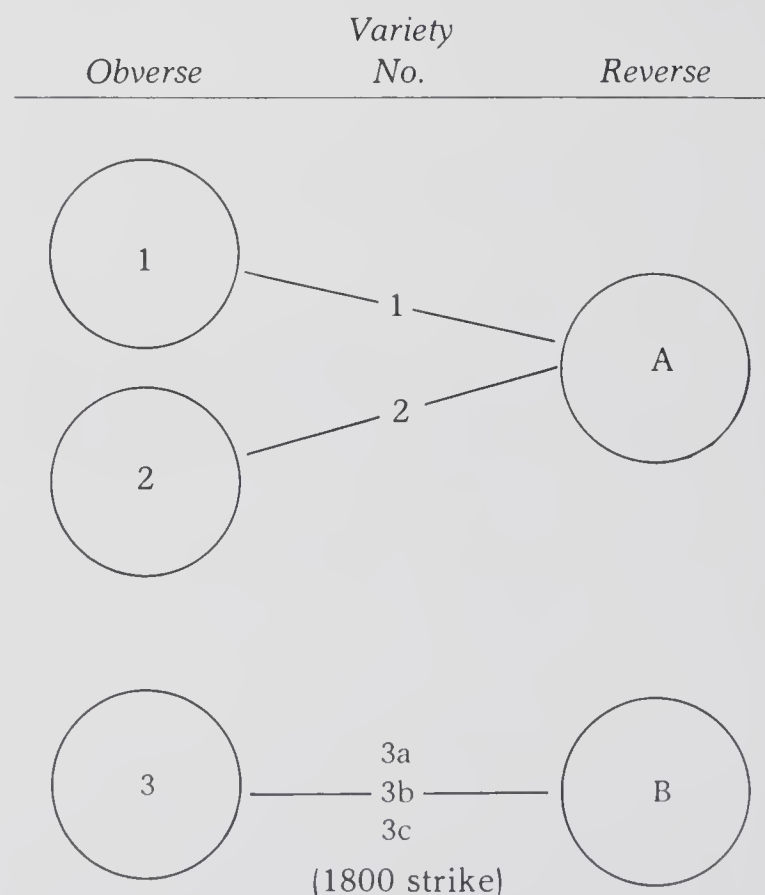 Variety
Obverse No. Reverse
1
1
A
2
2
3a
3 3b B
3c
(1800 strike)